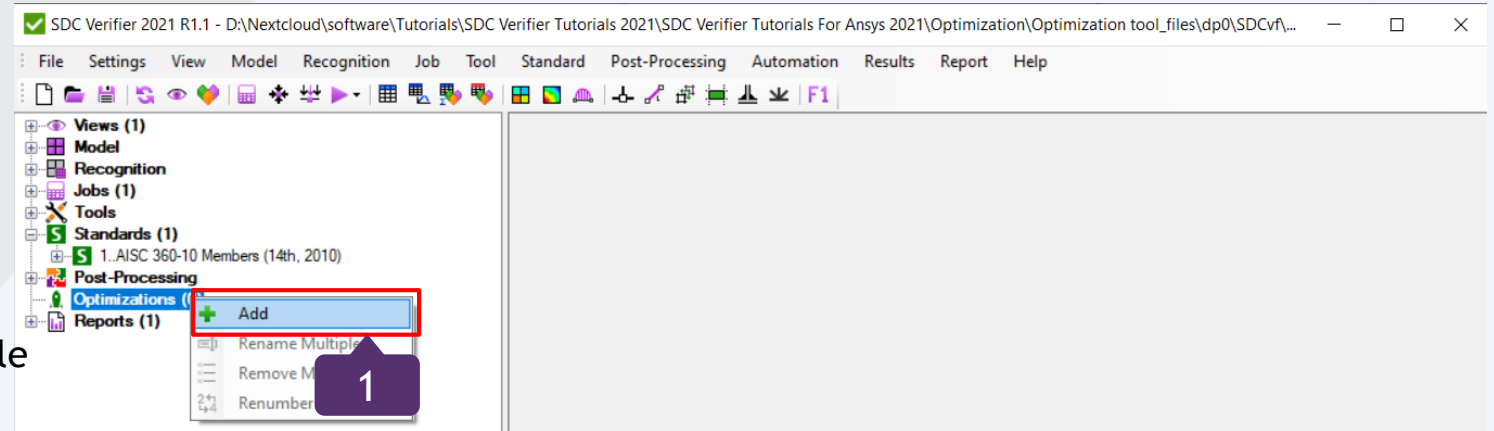 SDC Verifier 2021 R1.1 - D:\Nextcloud\software\Tutorials\SDC Verifier Tutorials 2021\SDC Verifier Tutorials For Ansys 2021\Optimization\Optimization tool_files\dp0\SDCvf\...
File Settings View Model Recognition Job Tool Standard Post-Processing Automation Results Report Help
F1
Views (1)
Model
Recognition
Jobs (1)
Tools
Standards (1)
1..AISC 360-10 Members (14th, 2010)
Post-Processing
Optimizations
Add
Reports (1)
Rename Multiple
le
Remove M
1
Renumber